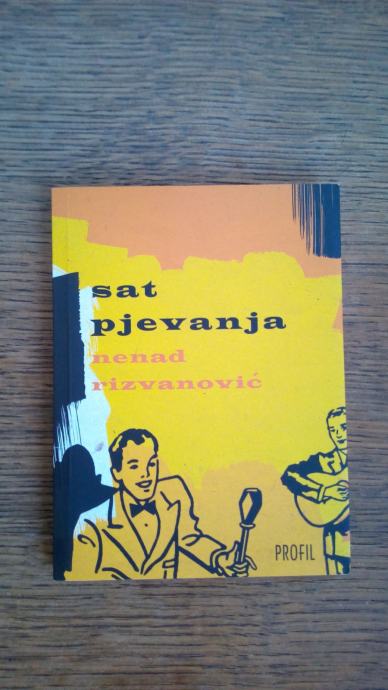 sat
pjevanja
nenad
rizvanović
PROFIL